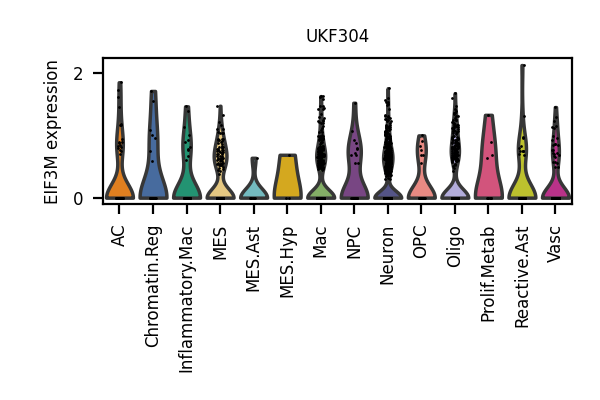 UKF304
EIF3M expression
2
0
AC
Chromatin.Reg
Inflammatory.Mac
MES
MES.Ast
MES.Hyp
Mac
NPC
Neuron
OPC
Oligo
Prolif.Metab
Reactive.Ast
Vasc